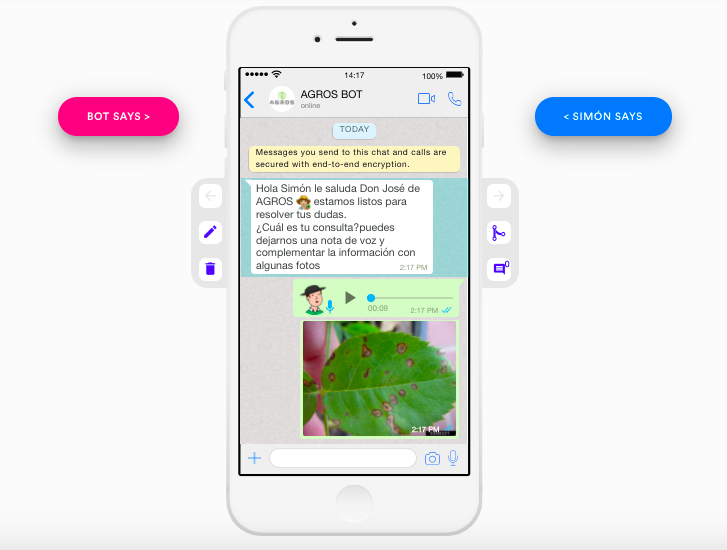 14:17
100%
AGROS
AGROS BOT
online
BOT SAYS >
< SIMÓN SAYS
TODAY
Messages you send to this chat and calls are
secured with end-to-end encryption.
Hola Simón le saluda Don José de
AGROS estamos listos para
resolver tus dudas.
¿Cuál es tu consulta?puedes
dejarnos una nota de voz y
complementar la información con
algunas fotos
2:17 PM
00:09
2:17 PM
2:17 PM